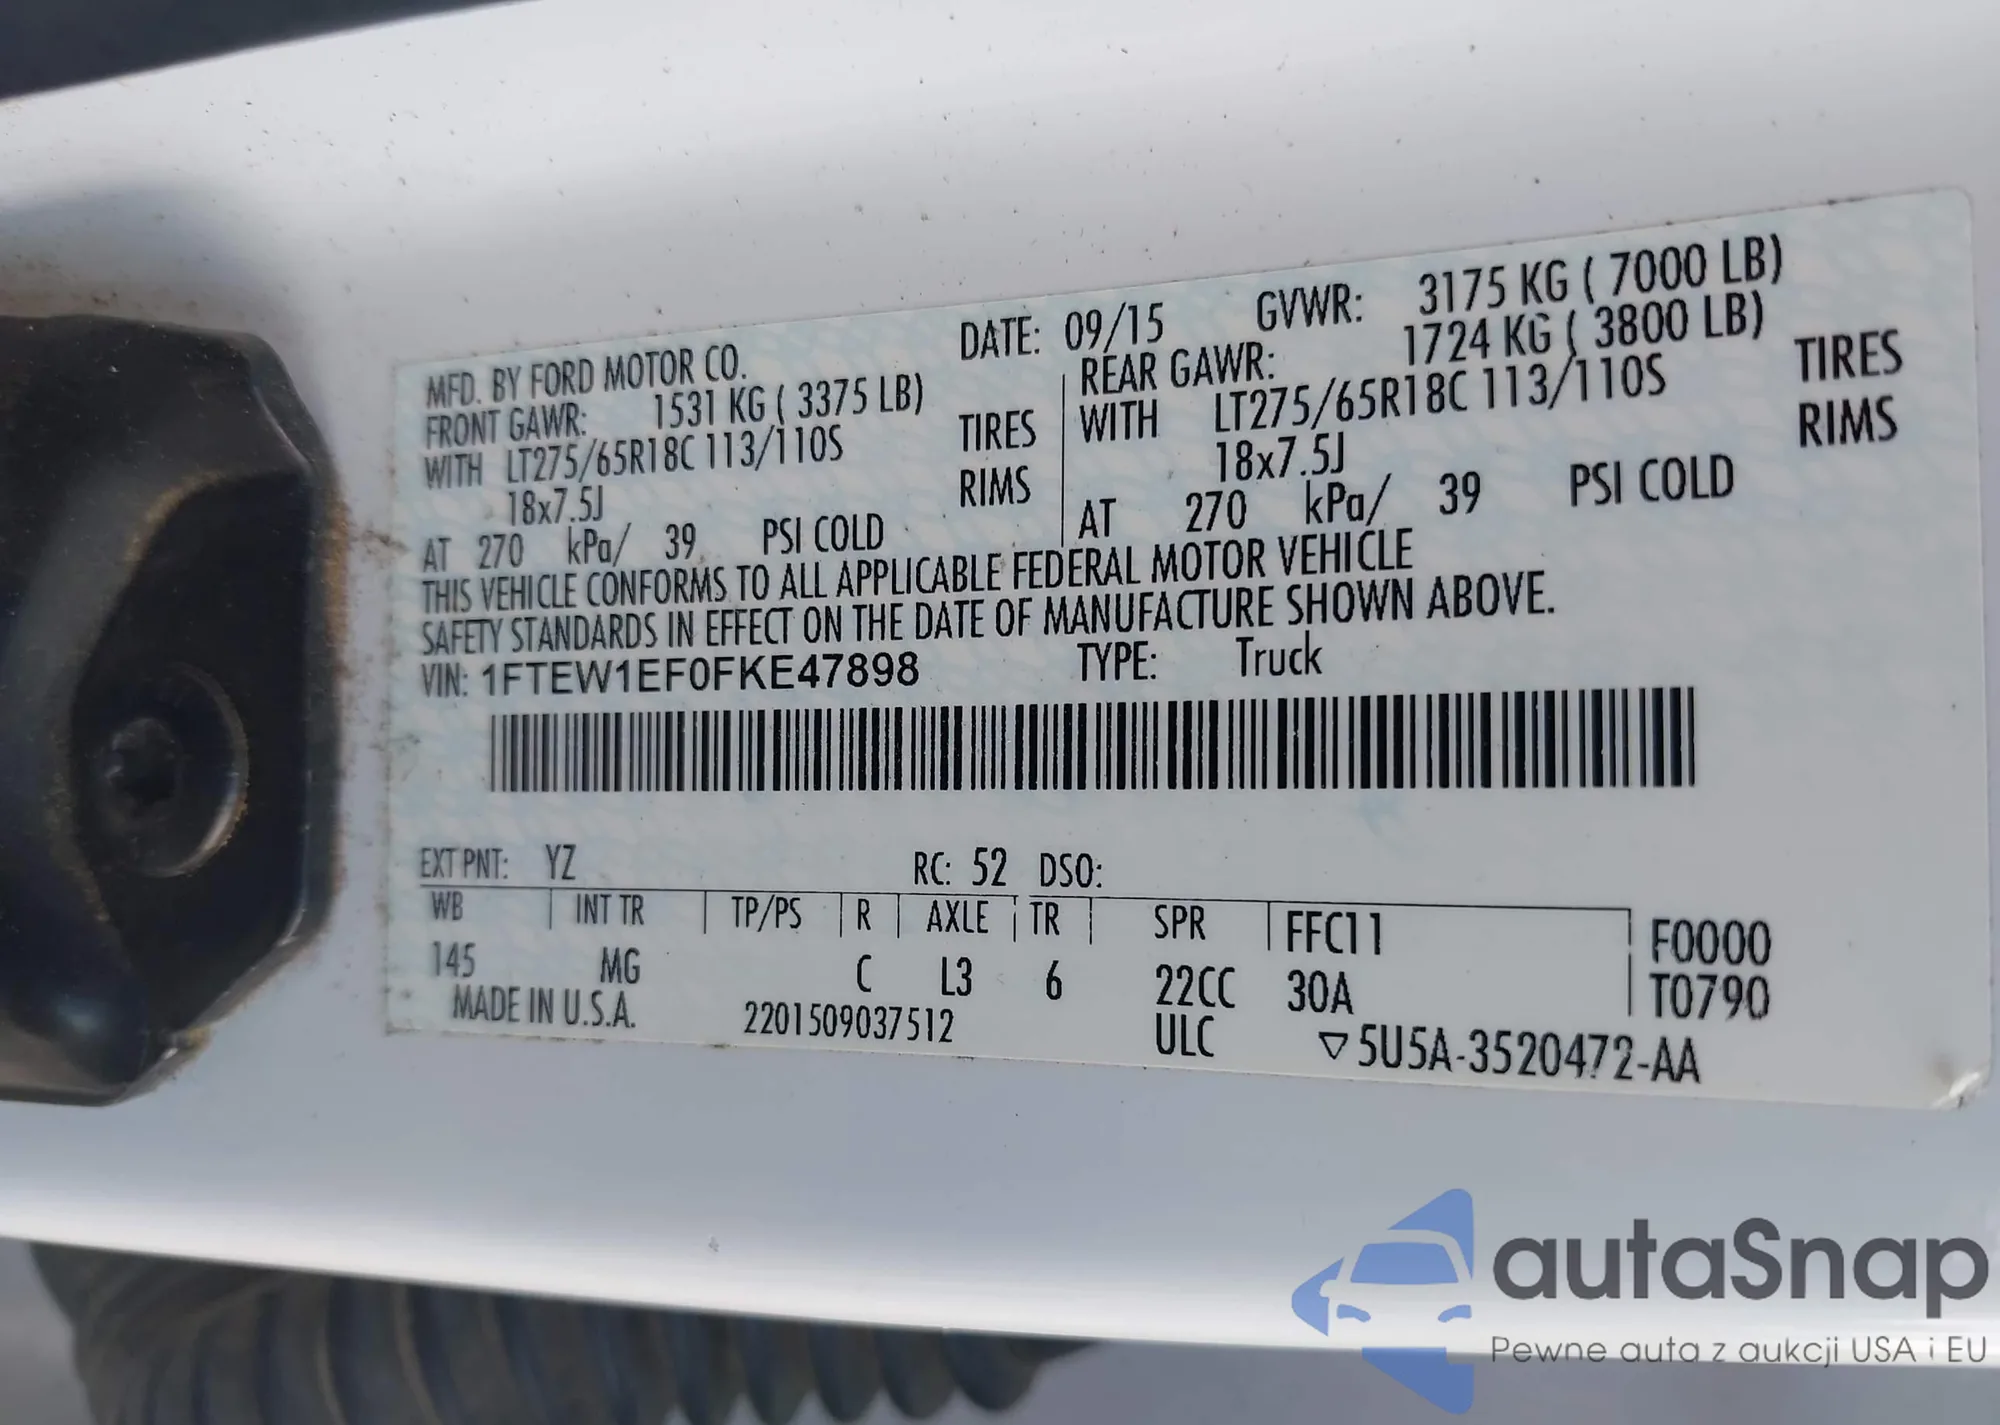 MFD. BY FORD MOTOR CO.
DATE: 09/15 GVWR: 3175 KG ( 7000 LB)
FRONT GAWR: 1531 KG ( 3375 LB)
WITH LT275/65R18C 113/110S TIRES
18x7.5J RIMS
AT 270 kPa/ 39 PSI COLD
REAR GAWR: 1724 KG ( 3800 LB)
WITH LT275/65R18C 113/110S TIRES
18x7.5J RIMS
AT 270 kPa/ 39 PSI COLD
THIS VEHICLE CONFORMS TO ALL APPLICABLE FEDERAL MOTOR VEHICLE
SAFETY STANDARDS IN EFFECT ON THE DATE OF MANUFACTURE SHOWN ABOVE.
VIN: 1FTEW1EF0FKE47898 TYPE: Truck
EXT PNT: YZ RC: 52 DSO:
WB INT TR TP/PS R AXLE TR SPR FFC11 F0000
145 MG C L3 6 22CC 30A T0790
MADE IN U.S.A. 2201509037512 ULC ▽5U5A-3520472-AA
autaSnap
Pewne auta z aukcji USA i EU